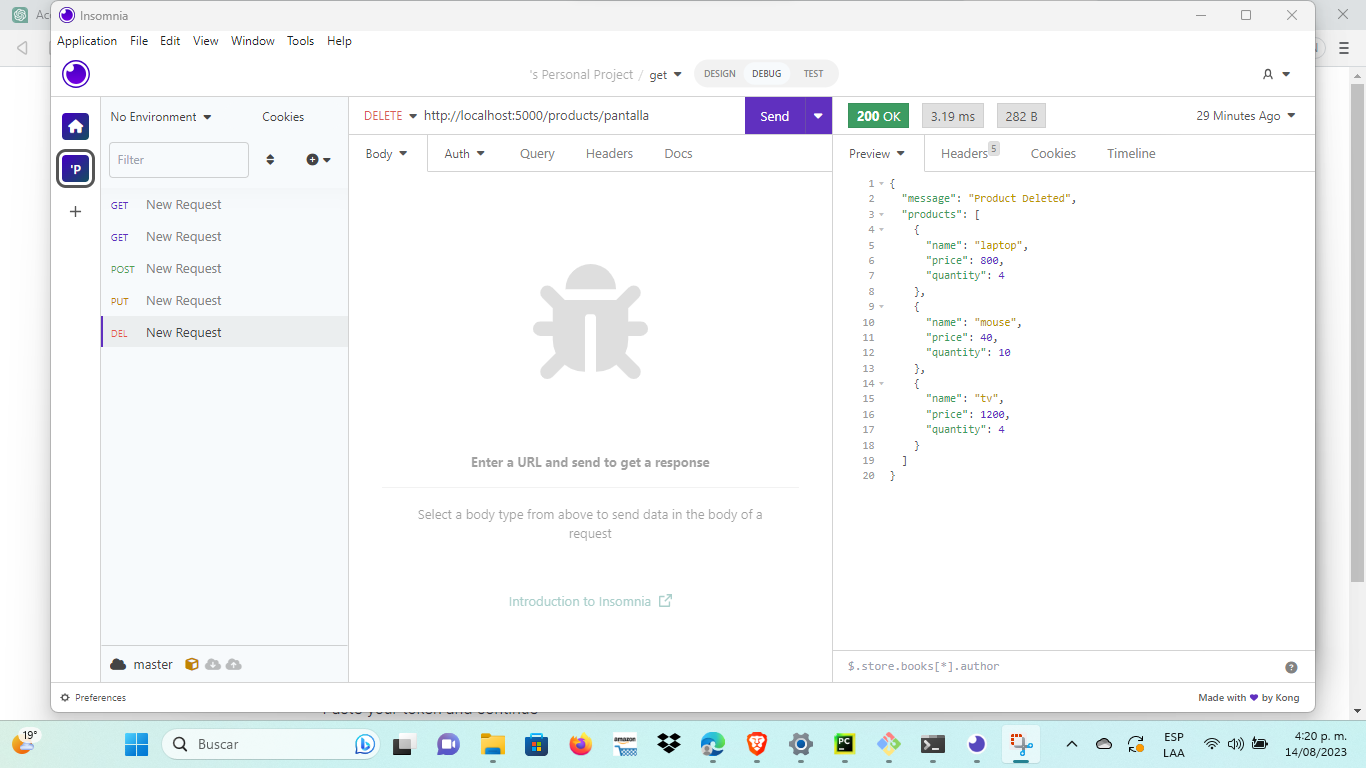 Insomnia
Application File Edit View Window Tools Help
's Personal Project / get DESIGN DEBUG TEST
No Environment Cookies
DELETE http://localhost:5000/products/pantalla Send
200 OK 3.19 ms 282 B 29 Minutes Ago
'P
Filter
Body Auth Query Headers Docs
Preview Headers 5 Cookies Timeline
GET New Request
GET New Request
POST New Request
PUT New Request
DEL New Request
Enter a URL and send to get a response
Select a body type from above to send data in the body of a
request
Introduction to Insomnia
1 {
2 "message": "Product Deleted",
3 "products": [
4 {
5 "name": "laptop",
6 "price": 800,
7 "quantity": 4
8 },
9 {
10 "name": "mouse",
11 "price": 40,
12 "quantity": 10
13 },
14 {
15 "name": "tv",
16 "price": 1200,
17 "quantity": 4
18 }
19 ]
20 }
master
$.store.books[*].author
Preferences
Made with ♥ by Kong
19°
Buscar
amazon
PC
ESP
LAA
4:20 p. m.
14/08/2023